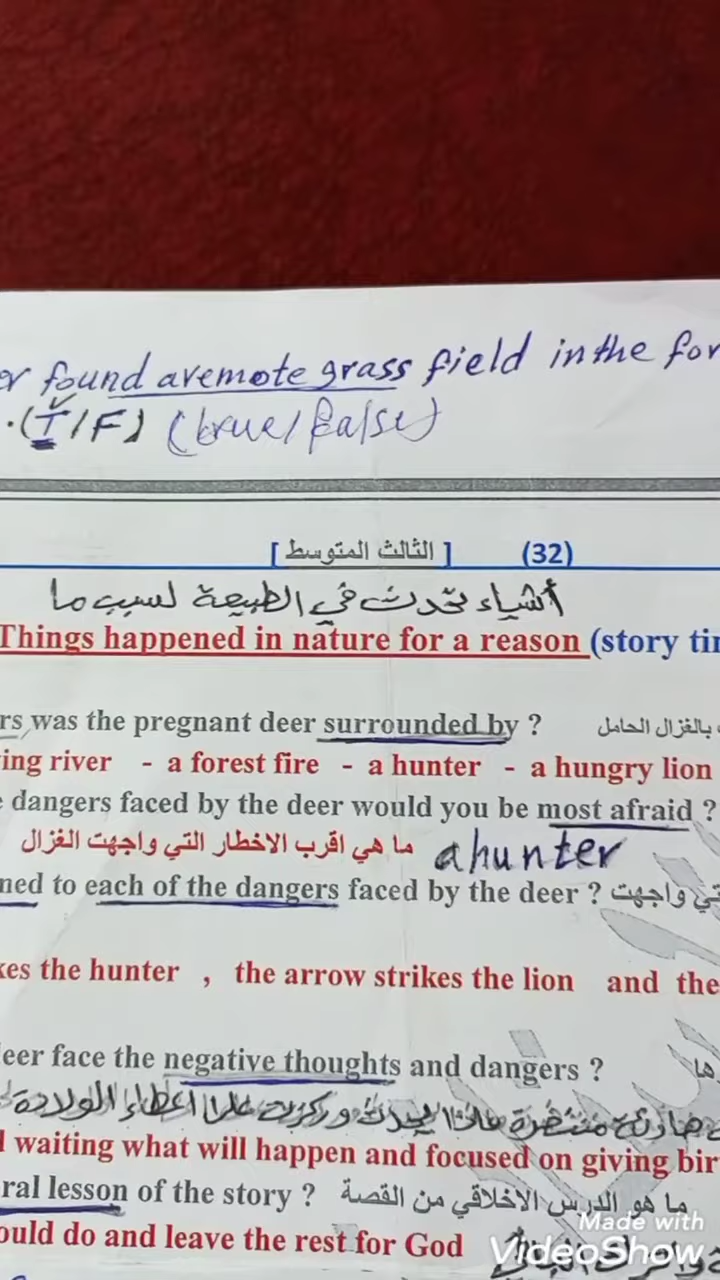 er found aremote grass field in the for
. (T/F) (true/false)
[ الثالث المتوسط ] (32)
أشياء تحدث في الطبيعة لسبب ما
Things happened in nature for a reason (story tim
rs was the pregnant deer surrounded by ? بالغزال الحامل
ing river - a forest fire - a hunter - a hungry lion
e dangers faced by the deer would you be most afraid ?
ما هي اقرب الاخطار التي واجهت الغزال a hunter
ned to each of the dangers faced by the deer ? تي واجهت
kes the hunter , the arrow strikes the lion and the
eer face the negative thoughts and dangers ? ها
الولادة
d waiting what will happen and focused on giving bir
ral lesson of the story ? ما هو الدرس الاخلاقي من القصة
ould do and leave the rest for God
Made with
VideoShow